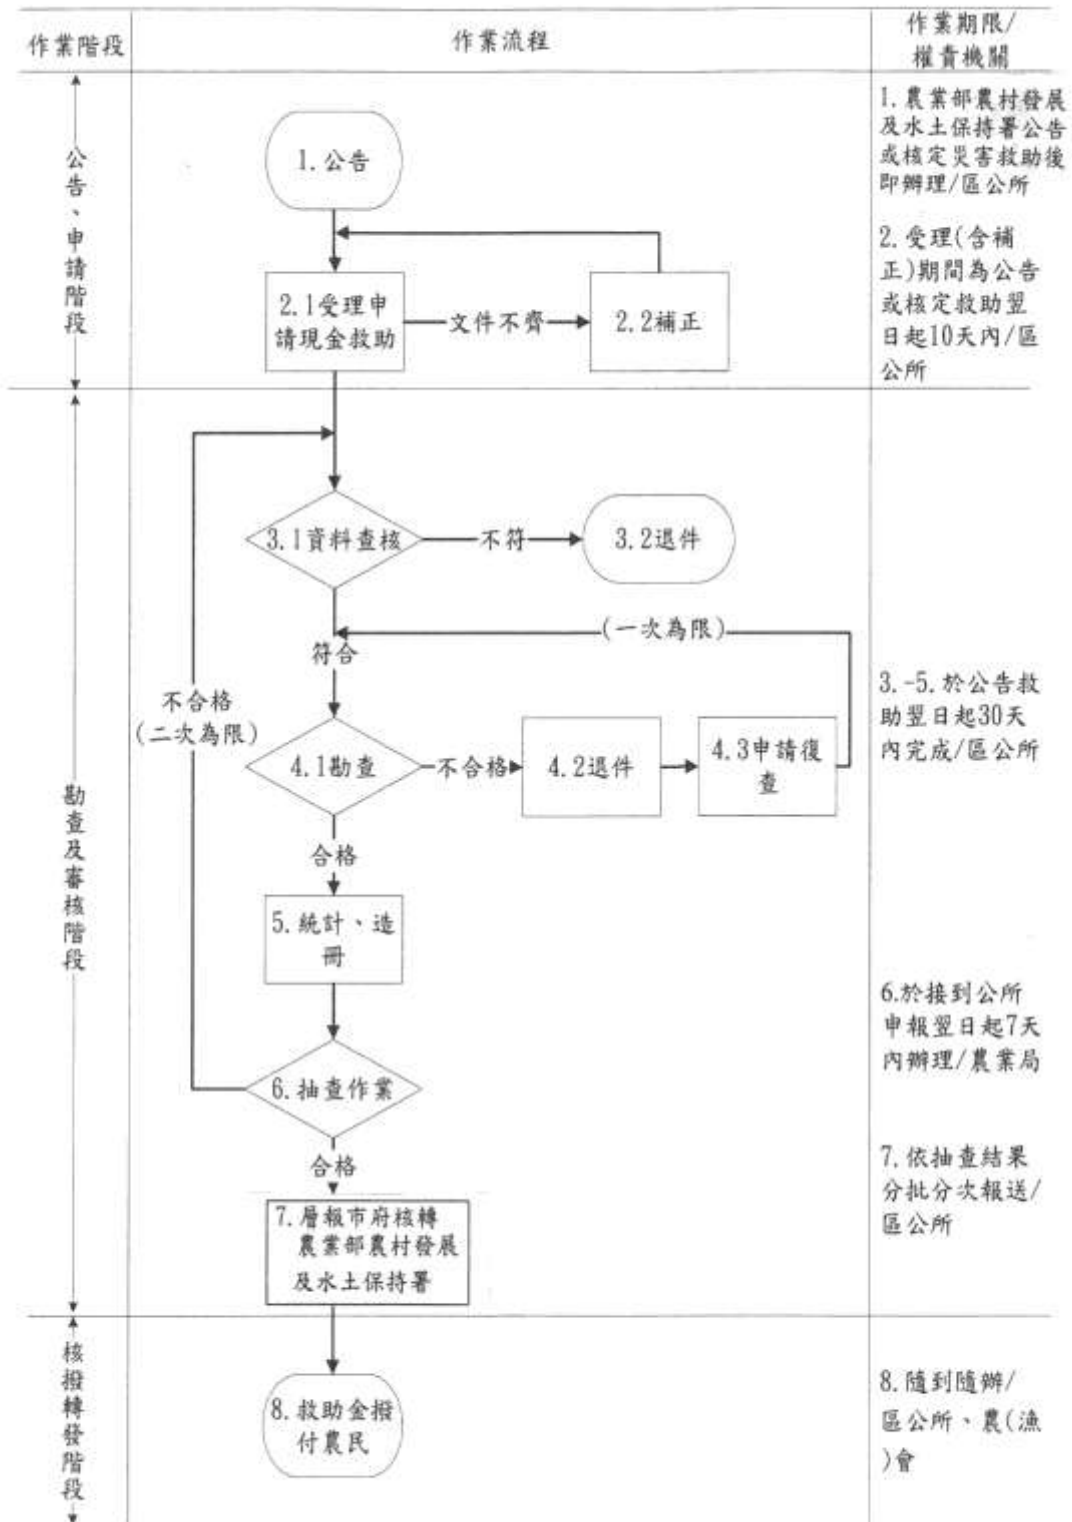 作業階段
作業流程
作業期限/
權責機關
公告、申請階段
1.公告
2.1受理申
請現金救助
文件不齊
2.2補正
1.農業部農村發展
及水土保持署公告
或核定災害救助後
即辦理/區公所
2.受理(含補
正)期間為公告
或核定救助翌
日起10天內/區
公所
勘查及審核階段
3.1資料查核
不符
3.2退件
(一次為限)
符合
不合格
(二次為限)
4.1勘查
不合格
4.2退件
4.3申請復
查
3.-5.於公告救
助翌日起30天
內完成/區公所
合格
5.統計、造
冊
6.抽查作業
6.於接到公所
申報翌日起7天
內辦理/農業局
合格
7.層報市府核轉
農業部農村發展
及水土保持署
7.依抽查結果
分批分次報送/
區公所
核撥轉發階段
8.救助金撥
付農民
8.隨到隨辦/
區公所、農(漁
)會